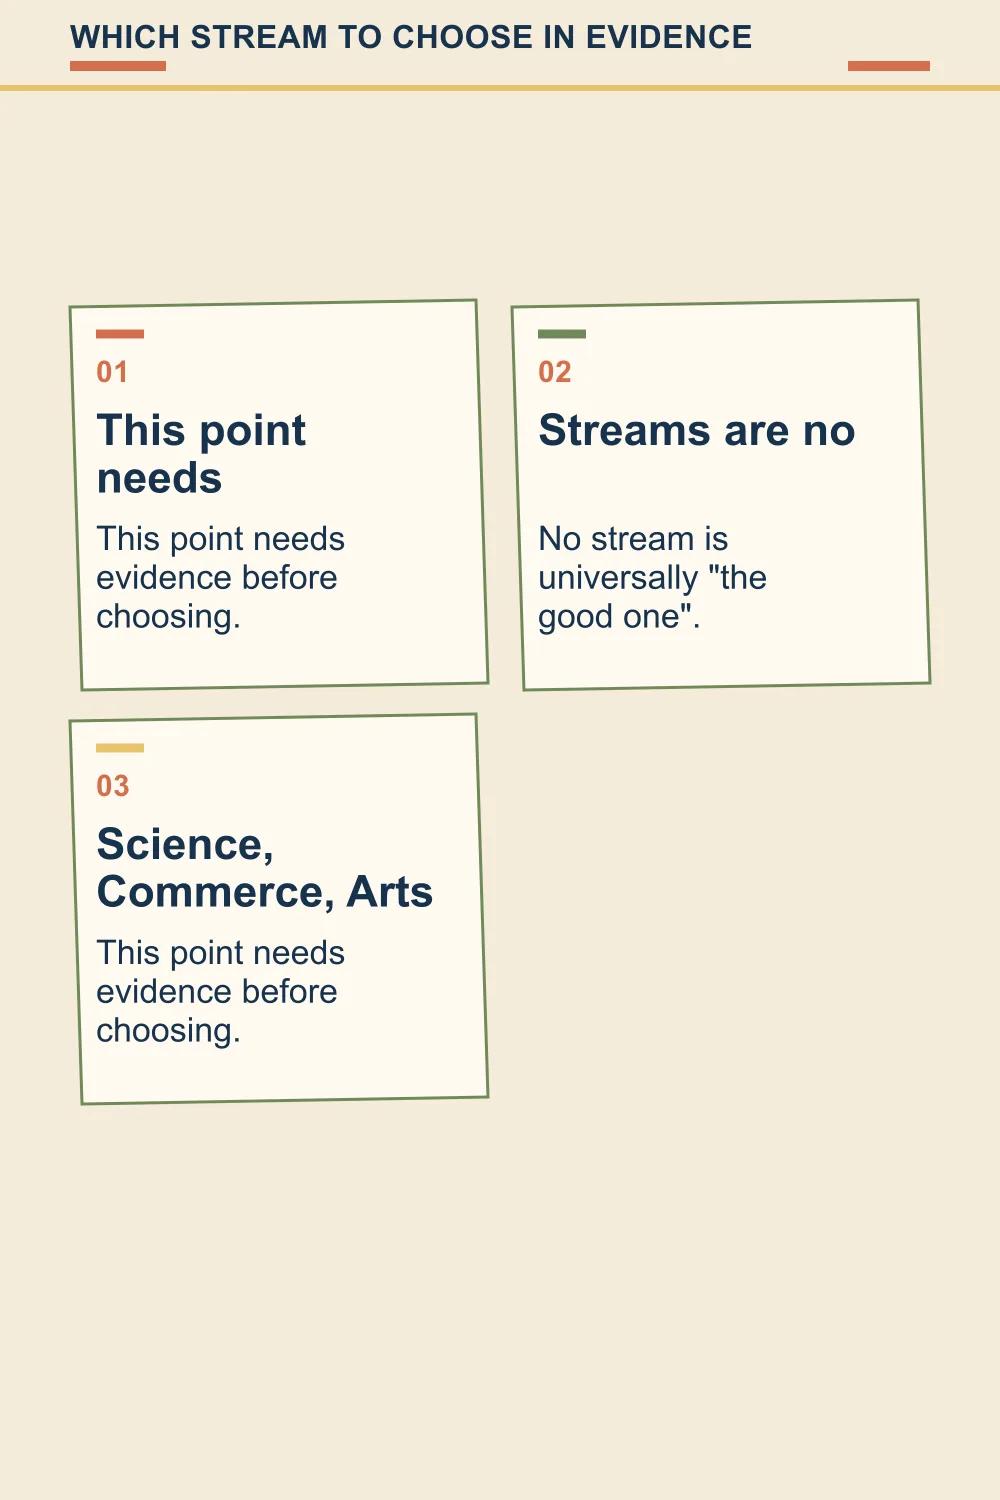 WHICH STREAM TO CHOOSE IN EVIDENCE
01
This point
needs
This point needs
evidence before
choosing.
02
Streams are no
No stream is
universally "the
good one".
03
Science,
Commerce, Arts
This point needs
evidence before
choosing.